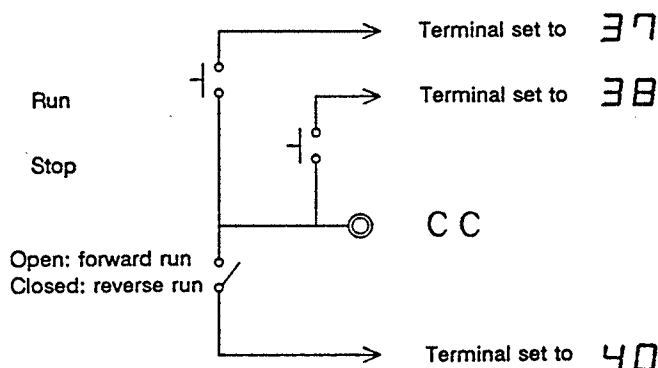 Terminal set to 37
Run
Terminal set to 38
Stop
CC
Open: forward run
Closed: reverse run
Terminal set to 40